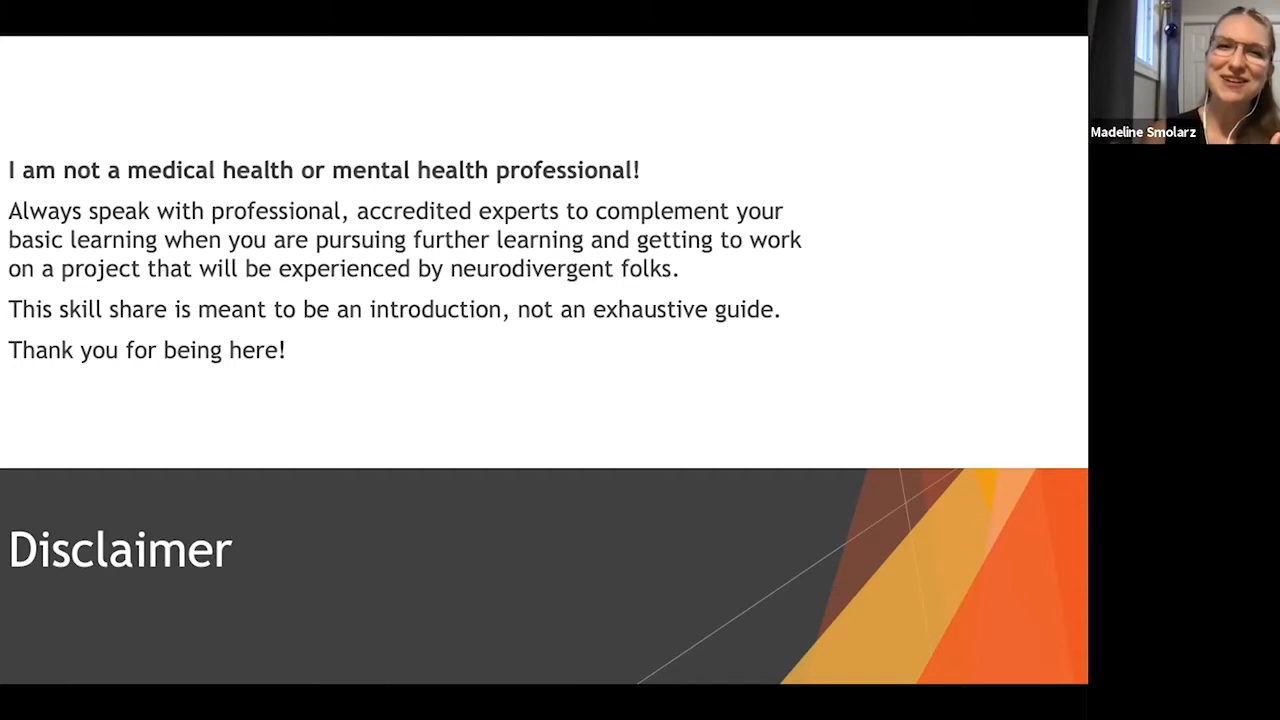 I am not a medical health or mental health professional!
Always speak with professional, accredited experts to complement your
basic learning when you are pursuing further learning and getting to work
on a project that will be experienced by neurodivergent folks.
This skill share is meant to be an introduction, not an exhaustive guide.
Thank you for being here!
Disclaimer
Madeline Smolarz